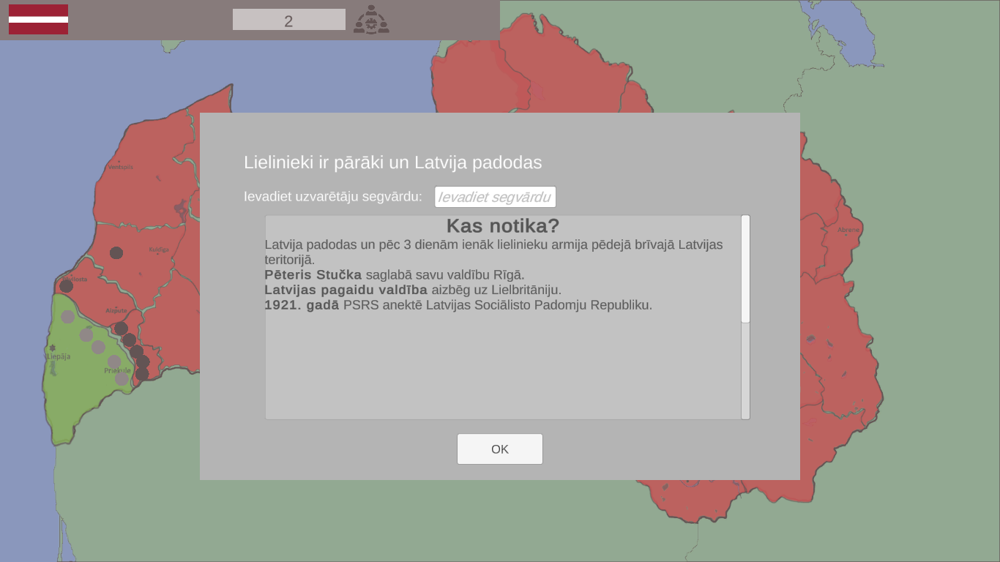 2
Lielinieki ir pārāki un Latvija padodas
Ievadiet uzvarētāju segvārdu:
Ievadiet segvārdu
Kas notika?
Latvija padodas un pēc 3 dienām ienāk lielinieku armija pēdejā brīvajā Latvijas
teritorijā.
Pēteris Stučka saglabā savu valdību Rīgā.
Latvijas pagaidu valdība aizbēg uz Lielbritāniju.
1921. gadā PSRS anektē Latvijas Sociālisto Padomju Republiku.
OK
Ventspils
Kuldīga
Aizpute
Liepāja
Priekule
Abrene